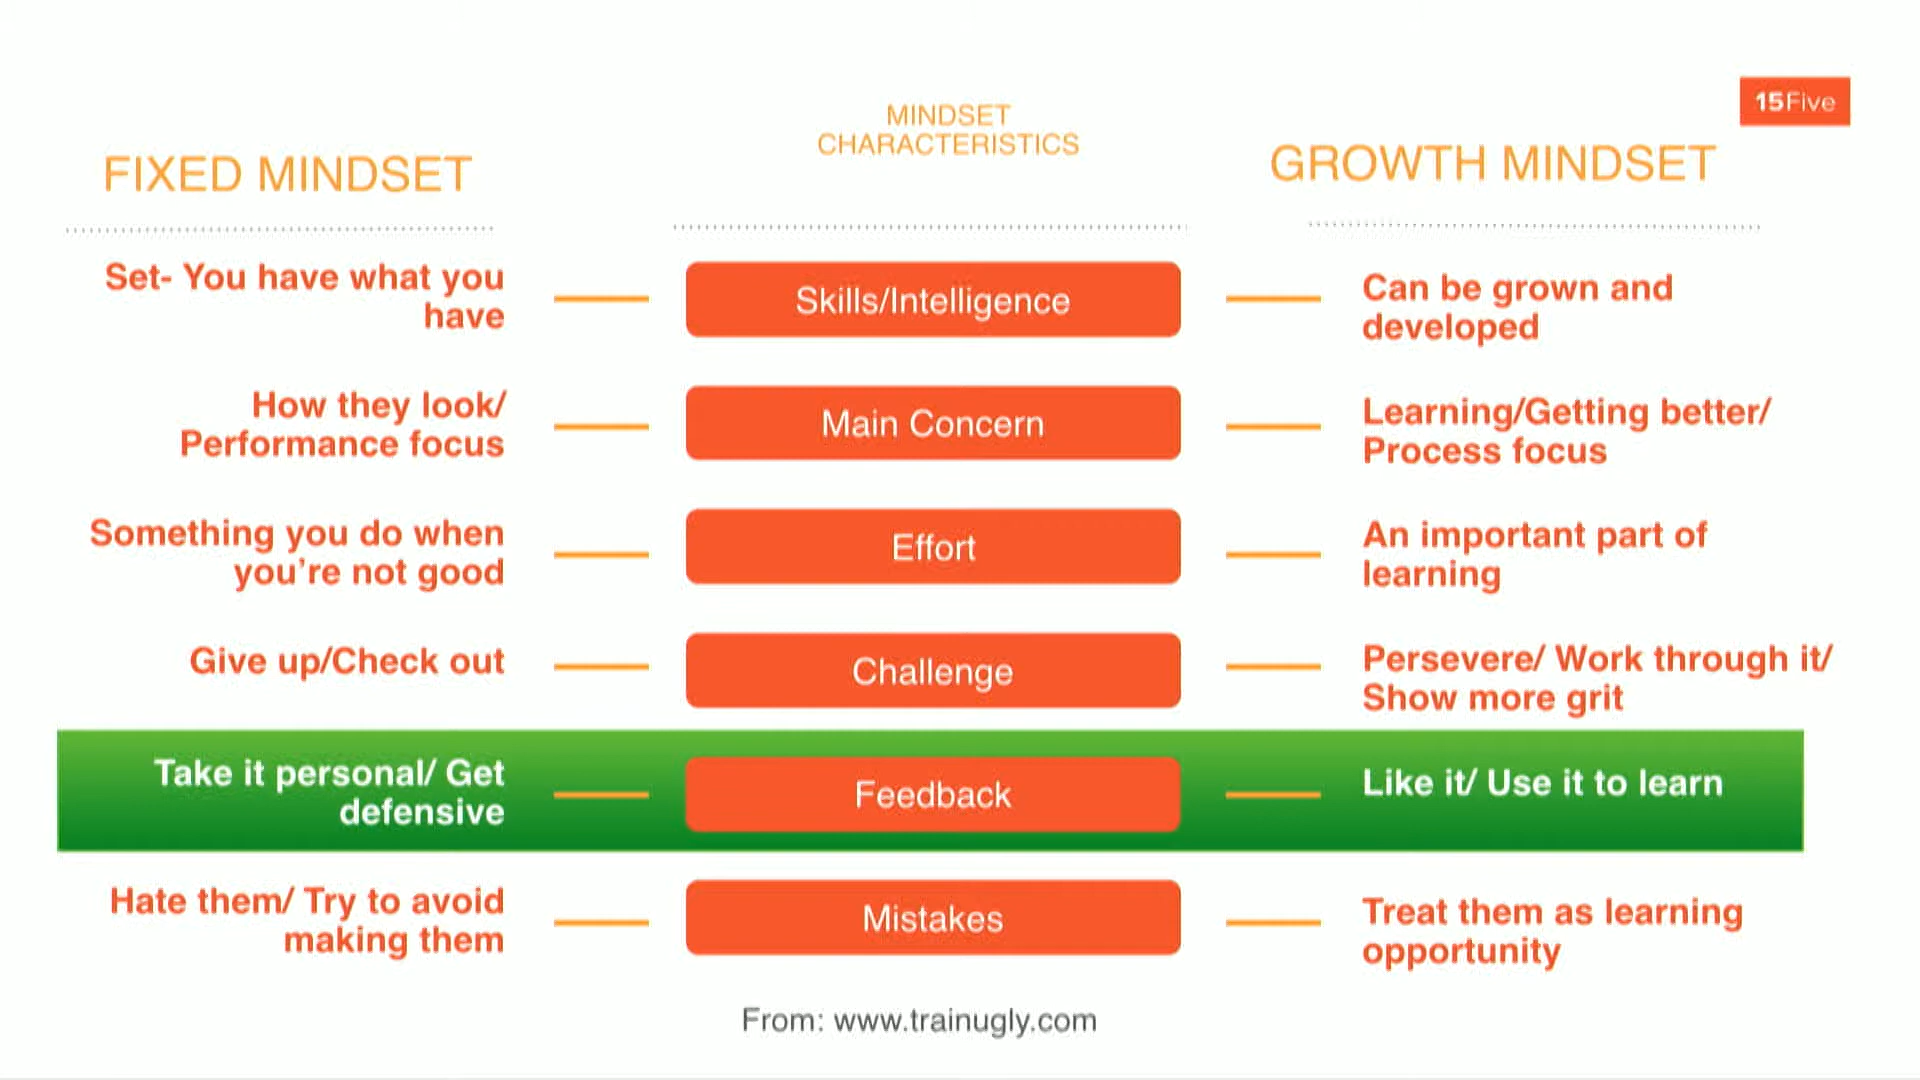 15Five
MINDSET
CHARACTERISTICS
FIXED MINDSET
GROWTH MINDSET
Set- You have what you
have
Skills/Intelligence
Can be grown and
developed
How they look/
Performance focus
Main Concern
Learning/Getting better/
Process focus
Something you do when
you're not good
Effort
An important part of
learning
Give up/Check out
Challenge
Persevere/ Work through it/
Show more grit
Take it personal/ Get
defensive
Feedback
Like it/ Use it to learn
Hate them/ Try to avoid
making them
Mistakes
Treat them as learning
opportunity
From: www.trainugly.com